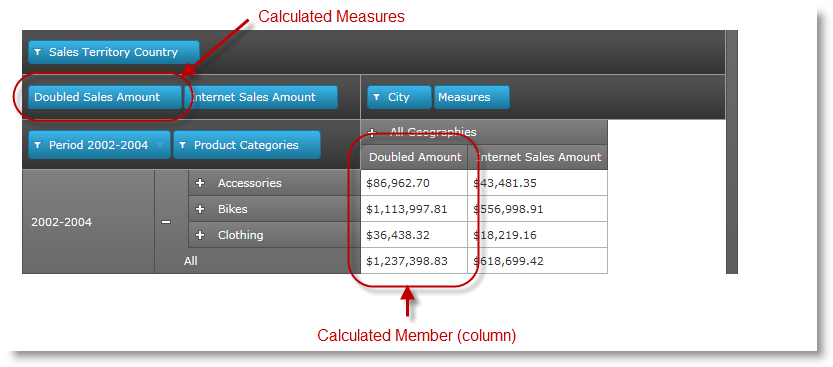 Calculated Measures
Sales Territory Country
Doubled Sales Amount Internet Sales Amount City Measures
Period 2002-2004 Product Categories All Geographies
Doubled Amount Internet Sales Amount
Accessories $86,962.70 $43,481.35
2002-2004 Bikes $1,113,997.81 $556,998.91
Clothing $36,438.32 $18,219.16
All $1,237,398.83 $618,699.42
Calculated Member (column)